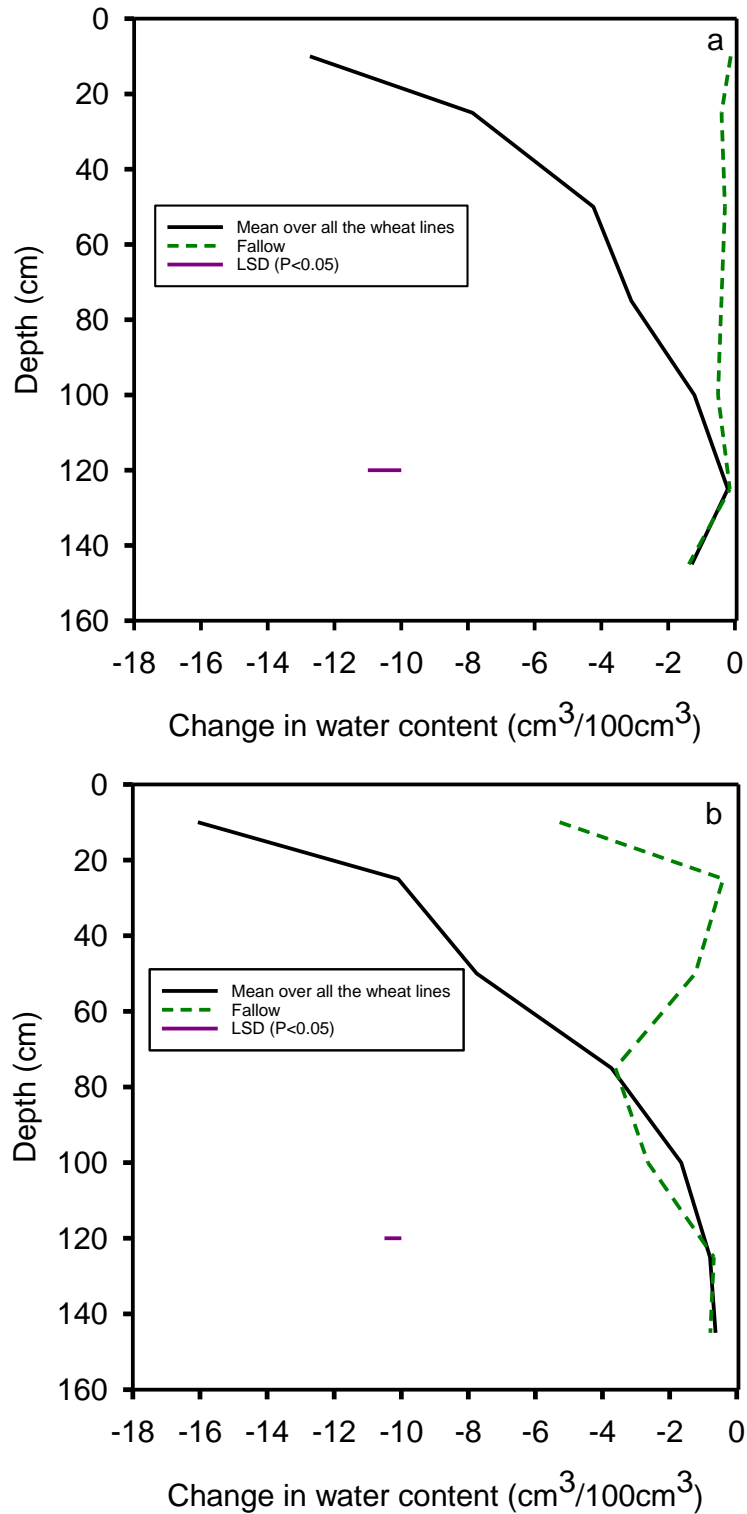 a
0
20
40
60
80
100
120
140
160
Depth (cm)
Mean over all the wheat lines
Fallow
LSD (P<0.05)
-18 -16 -14 -12 -10 -8 -6 -4 -2 0
Change in water content (cm³/100cm³)
b
0
20
40
60
80
100
120
140
160
Depth (cm)
Mean over all the wheat lines
Fallow
LSD (P<0.05)
-18 -16 -14 -12 -10 -8 -6 -4 -2 0
Change in water content (cm³/100cm³)